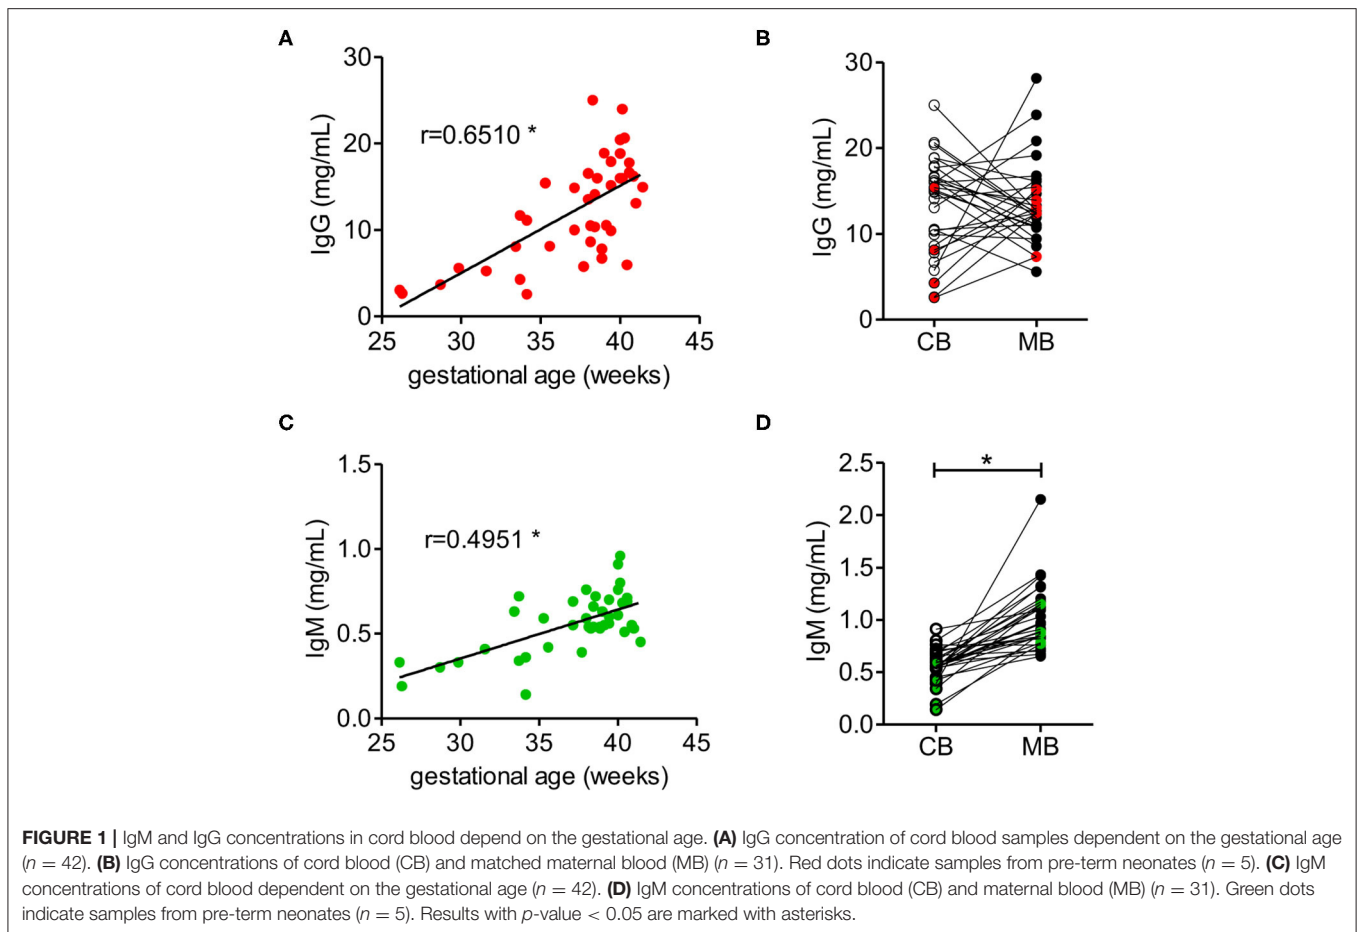 A
30
20
10
0
IgG (mg/mL)
r=0.6510 *
25 30 35 40 45
gestational age (weeks)
B
30
20
10
0
IgG (mg/mL)
CB MB
C
1.5
1.0
0.5
0.0
IgM (mg/mL)
r=0.4951 *
25 30 35 40 45
gestational age (weeks)
D
2.5
2.0
1.5
1.0
0.5
0.0
IgM (mg/mL)
*
CB MB
FIGURE 1 | IgM and IgG concentrations in cord blood depend on the gestational age. (A) IgG concentration of cord blood samples dependent on the gestational age
(n = 42). (B) IgG concentrations of cord blood (CB) and matched maternal blood (MB) (n = 31). Red dots indicate samples from pre-term neonates (n = 5). (C) IgM
concentrations of cord blood dependent on the gestational age (n = 42). (D) IgM concentrations of cord blood (CB) and maternal blood (MB) (n = 31). Green dots
indicate samples from pre-term neonates (n = 5). Results with p-value < 0.05 are marked with asterisks.